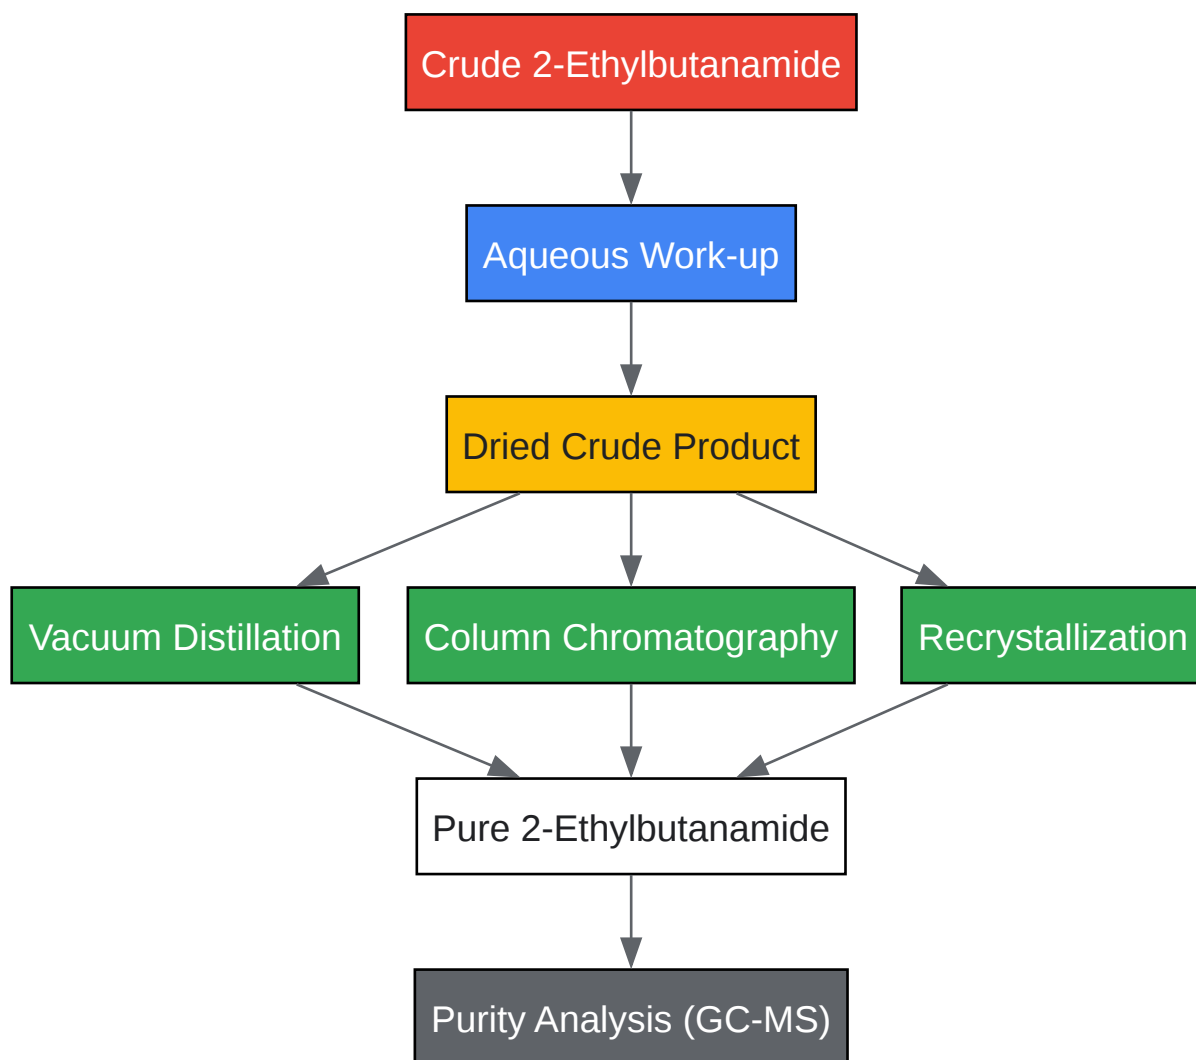 Crude 2-Ethylbutanamide
Aqueous Work-up
Dried Crude Product
Vacuum Distillation
Column Chromatography
Recrystallization
Pure 2-Ethylbutanamide
Purity Analysis (GC-MS)